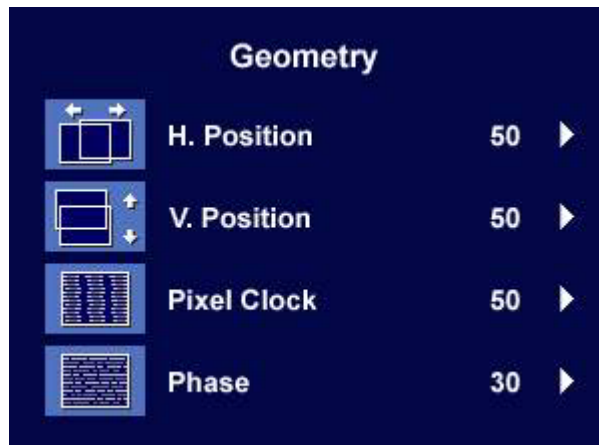 Geometry
H. Position 50
V. Position 50
Pixel Clock 50
Phase 30